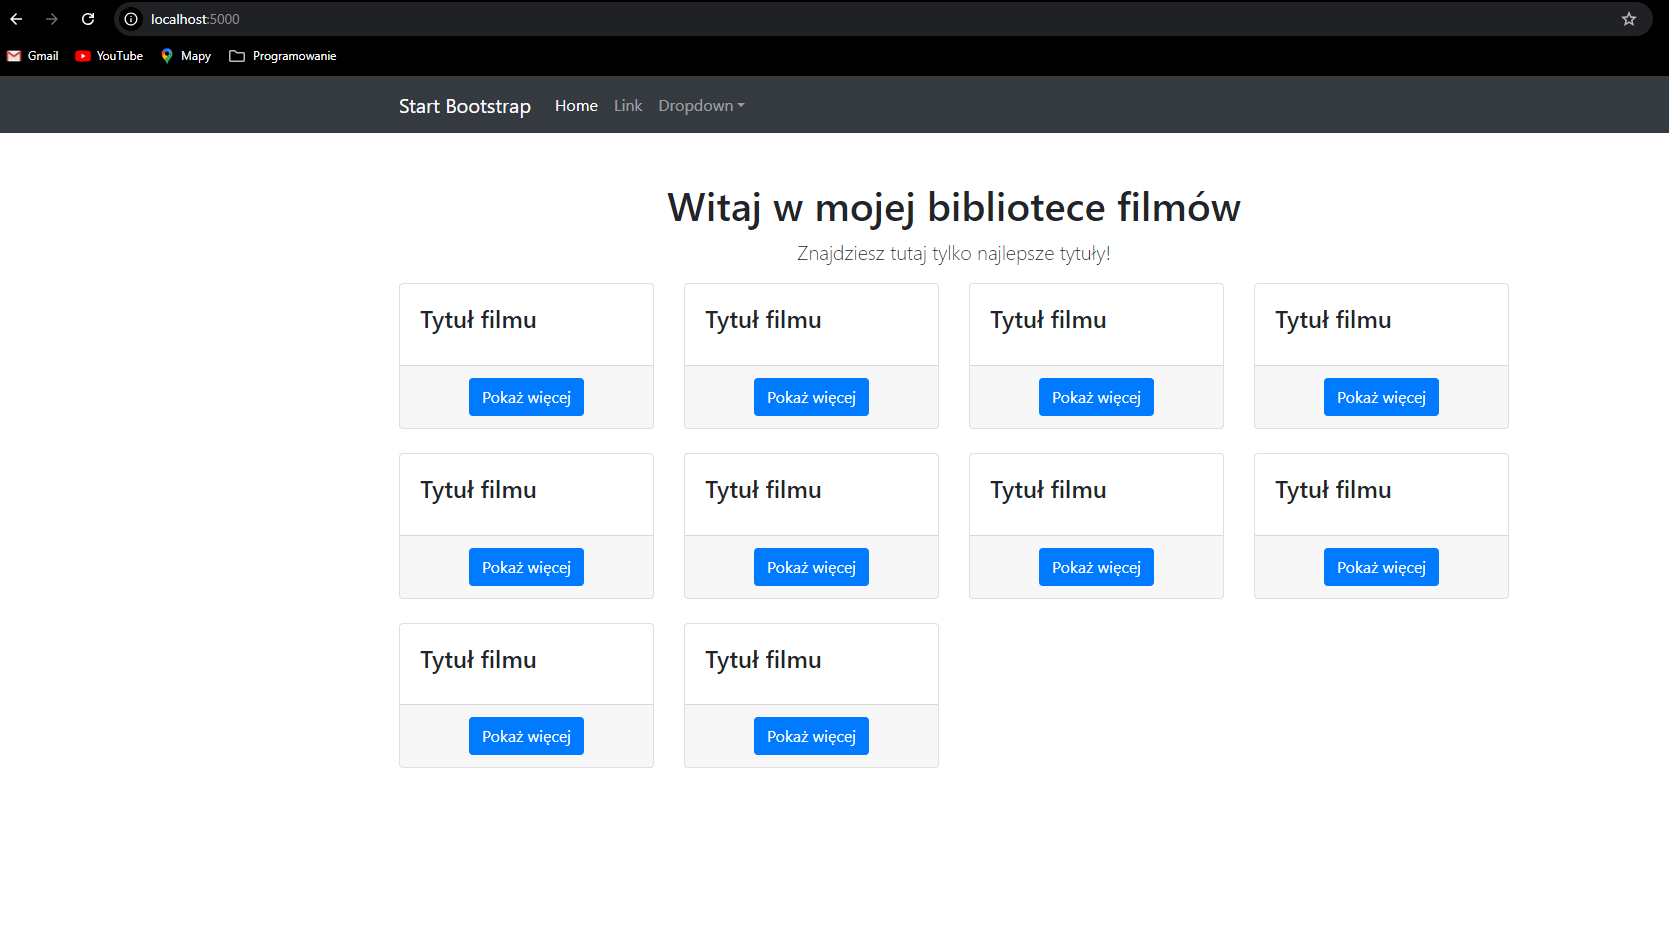 localhost:5000
Gmail YouTube Mapy Programowanie
Start Bootstrap Home Link Dropdown
Witaj w mojej bibliotece filmów
Znajdziesz tutaj tylko najlepsze tytuły!
Tytuł filmu Tytuł filmu Tytuł filmu Tytuł filmu
Pokaż więcej Pokaż więcej Pokaż więcej Pokaż więcej
Tytuł filmu Tytuł filmu Tytuł filmu Tytuł filmu
Pokaż więcej Pokaż więcej Pokaż więcej Pokaż więcej
Tytuł filmu Tytuł filmu
Pokaż więcej Pokaż więcej